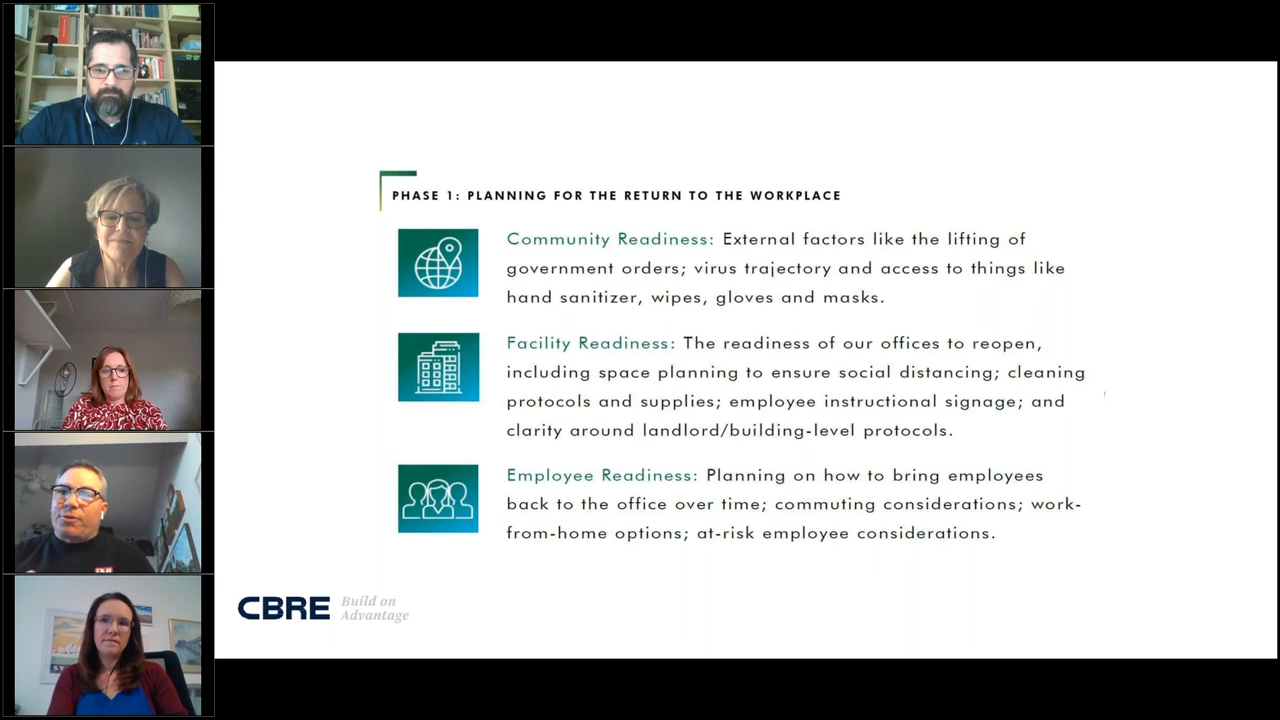 PHASE 1: PLANNING FOR THE RETURN TO THE WORKPLACE
Community Readiness: External factors like the lifting of
government orders; virus trajectory and access to things like
hand sanitizer, wipes, gloves and masks.
Facility Readiness: The readiness of our offices to reopen,
including space planning to ensure social distancing; cleaning
protocols and supplies; employee instructional signage; and
clarity around landlord/building-level protocols.
Employee Readiness: Planning on how to bring employees
back to the office over time; commuting considerations; work-
from-home options; at-risk employee considerations.
CBRE Build on
Advantage